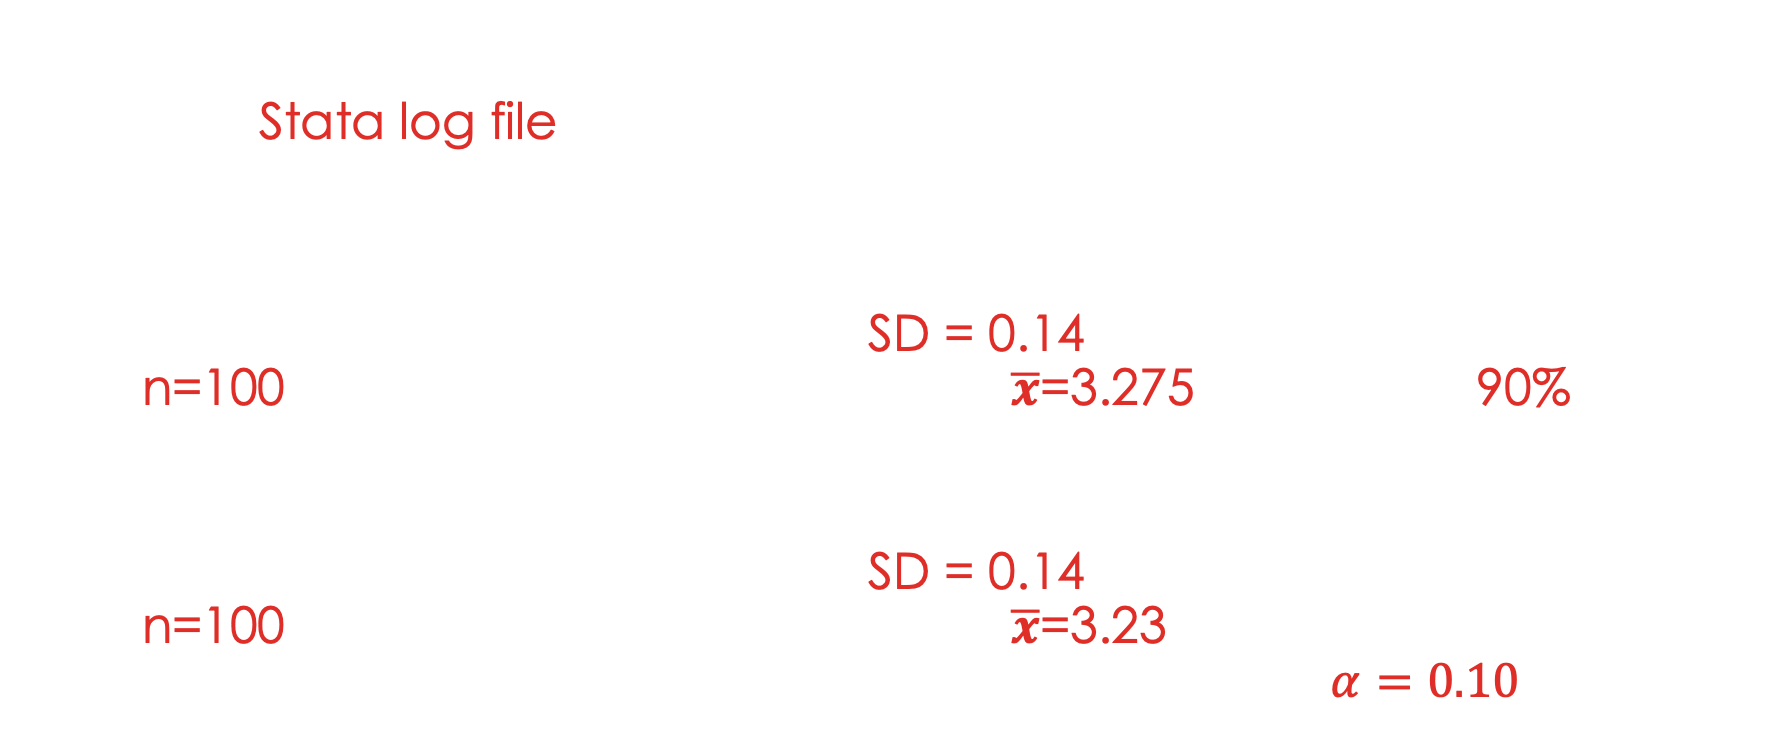 Stata log file
SD = 0.14
n=100 x̅=3.275 90%
SD = 0.14
n=100 x̅=3.23
α = 0.10